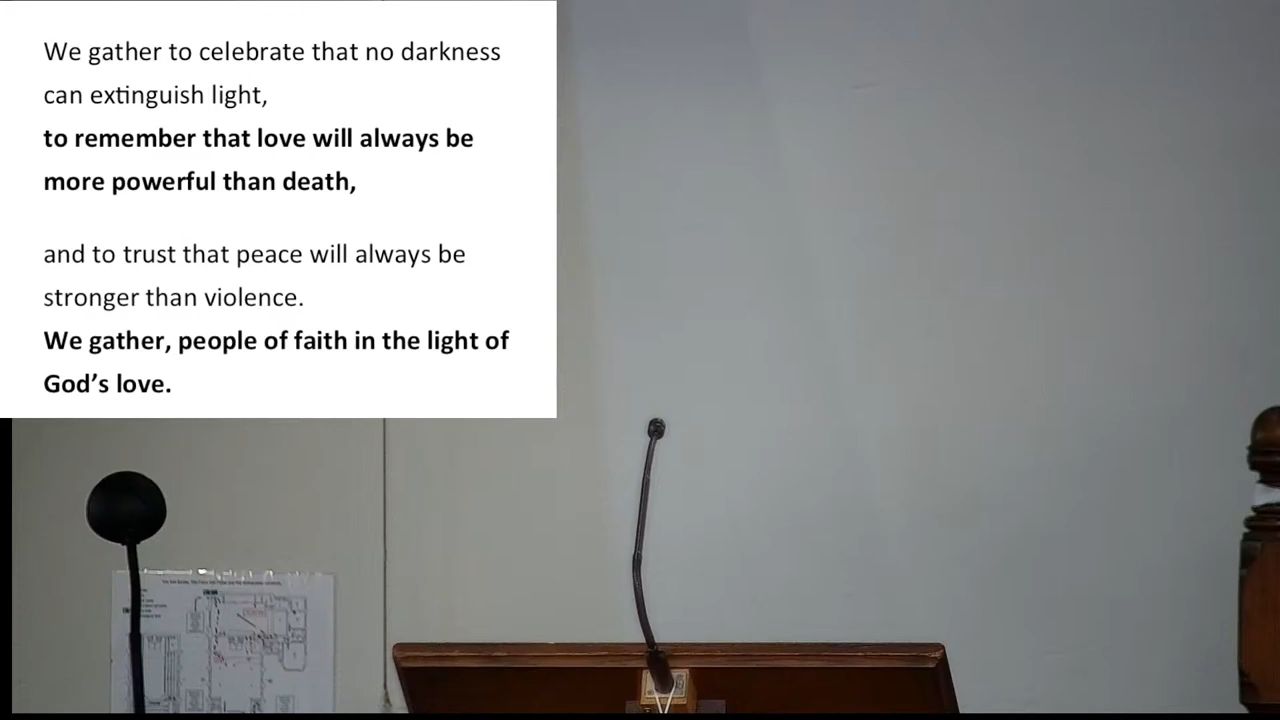 We gather to celebrate that no darkness
can extinguish light,
to remember that love will always be
more powerful than death,
and to trust that peace will always be
stronger than violence.
We gather, people of faith in the light of
God’s love.